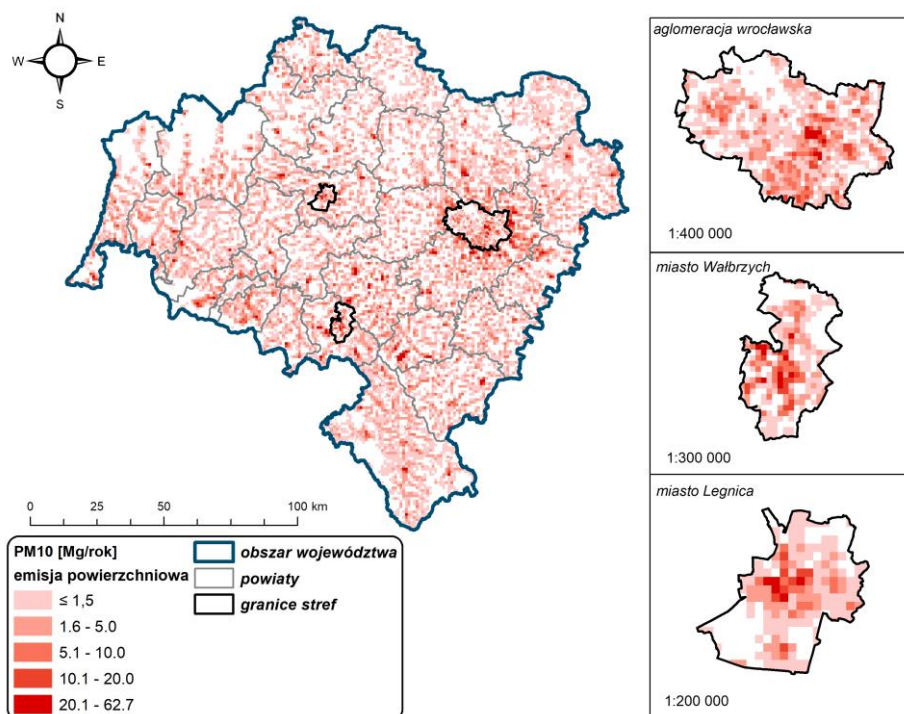 N
W E
S
0 25 50 100 km
PM10 [Mg/rok]
emisja powierzchniowa
≤ 1,5
1.6 - 5.0
5.1 - 10.0
10.1 - 20.0
20.1 - 62.7
obszar województwa
powiaty
granice stref
aglomeracja wrocławska
1:400 000
miasto Wałbrzych
1:300 000
miasto Legnica
1:200 000